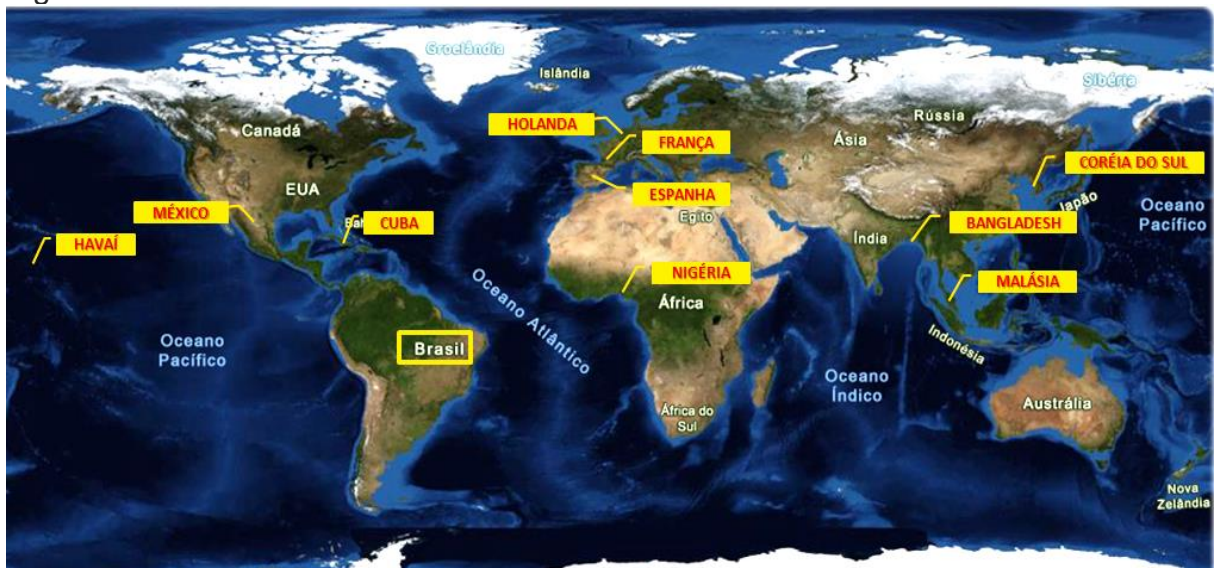 Groelândia
Islândia
Sibéria
Rússia
Canadá
HOLANDA
FRANÇA
Ásia
CORÉIA DO SUL
EUA
ESPANHA
Japão
Oceano
Pacífico
MÉXICO
CUBA
Egito
BANGLADESH
Índia
HAVAÍ
NIGÉRIA
MALÁSIA
África
Oceano Atlântico
Oceano
Pacífico
Brasil
Indonésia
Oceano
Índico
África do
Sul
Austrália
Nova
Zelândia